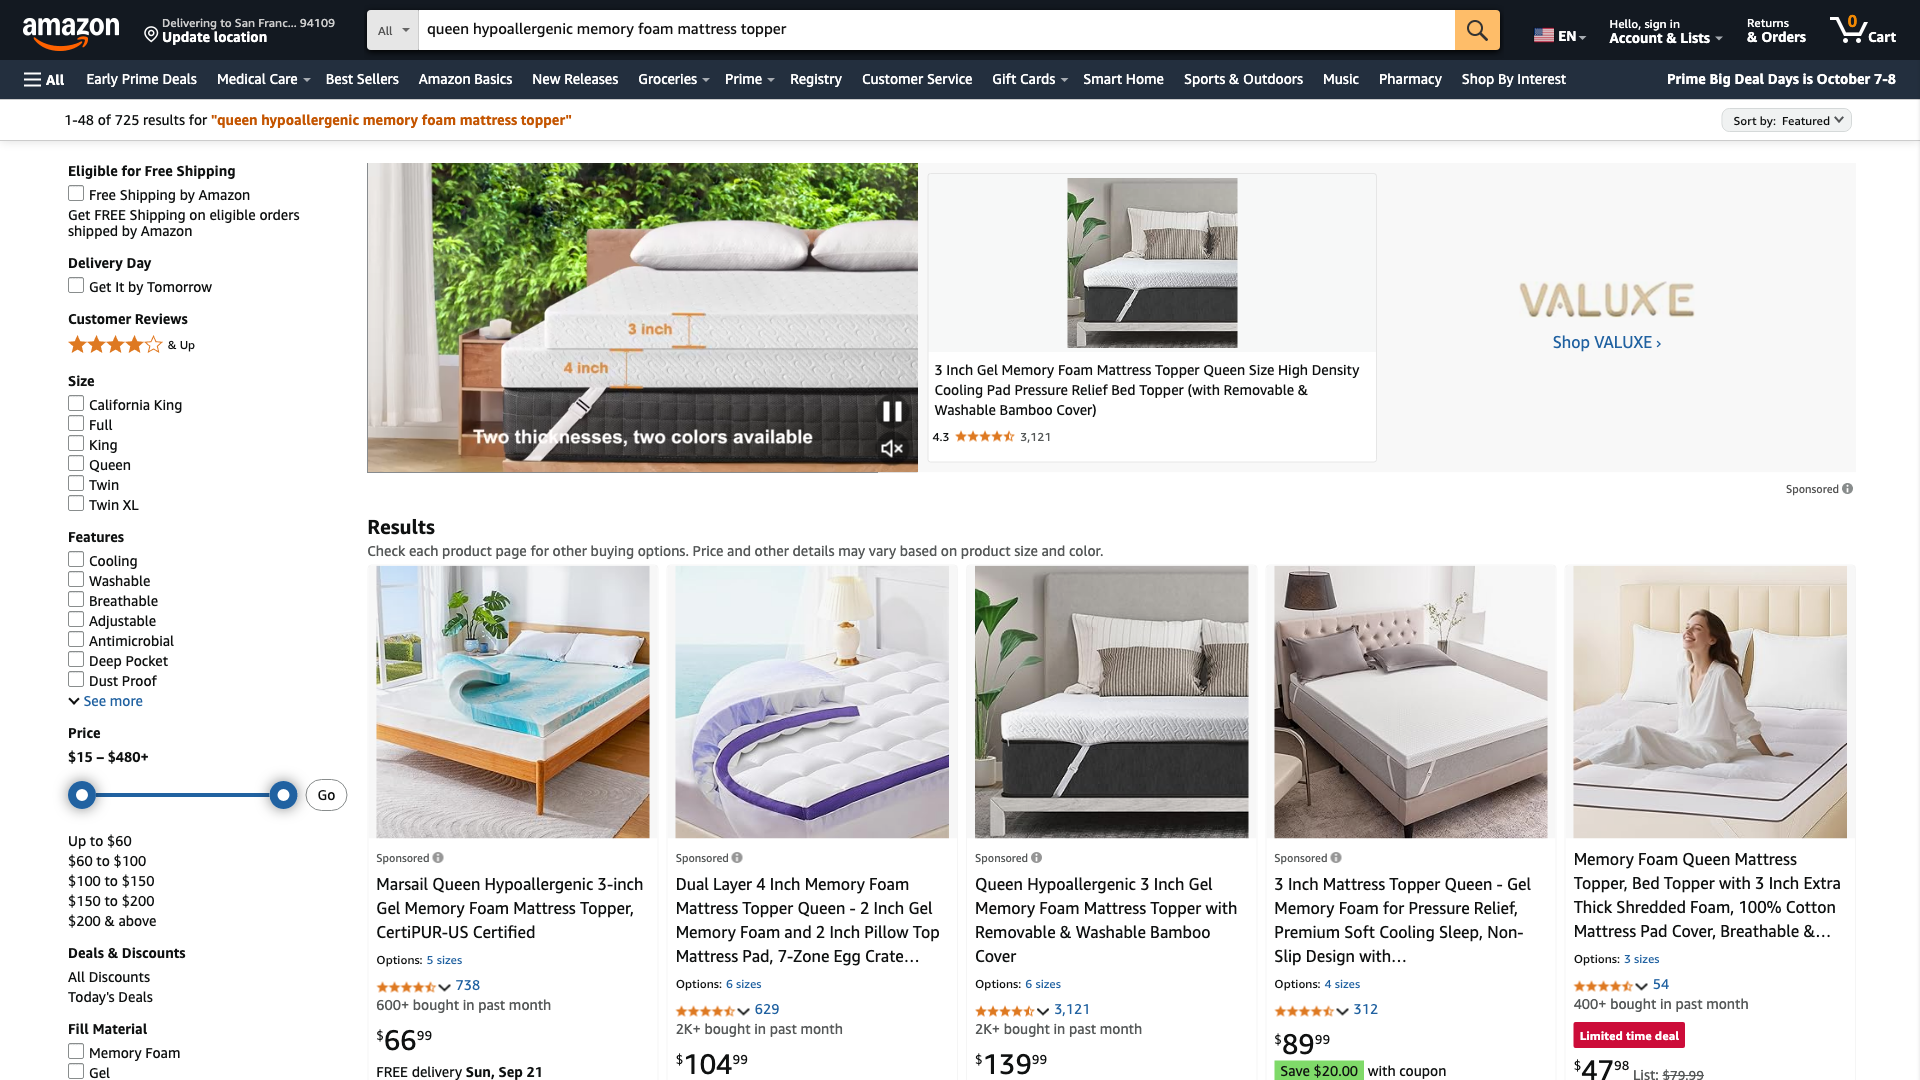 amazon
Delivering to San Franc... 94109
Update location
All
queen hypoallergenic memory foam mattress topper
EN
Hello, sign in
Account & Lists
Returns
& Orders
0
Cart
All
Early Prime Deals
Medical Care
Best Sellers
Amazon Basics
New Releases
Groceries
Prime
Registry
Customer Service
Gift Cards
Smart Home
Sports & Outdoors
Music
Pharmacy
Shop By Interest
Prime Big Deal Days is October 7-8
1-48 of 725 results for "queen hypoallergenic memory foam mattress topper"
Sort by: Featured
Eligible for Free Shipping
Free Shipping by Amazon
Get FREE Shipping on eligible orders
shipped by Amazon
Delivery Day
Get It by Tomorrow
Customer Reviews
& Up
Size
California King
Full
King
Queen
Twin
Twin XL
Features
Cooling
Washable
Breathable
Adjustable
Antimicrobial
Deep Pocket
Dust Proof
See more
Price
$15 – $480+
Go
Up to $60
$60 to $100
$100 to $150
$150 to $200
$200 & above
Deals & Discounts
All Discounts
Today's Deals
Fill Material
Memory Foam
Gel
3 inch
4 inch
Two thicknesses, two colors available
3 Inch Gel Memory Foam Mattress Topper Queen Size High Density
Cooling Pad Pressure Relief Bed Topper (with Removable &
Washable Bamboo Cover)
4.3
3,121
VALUXE
Shop VALUXE ›
Sponsored
Results
Check each product page for other buying options. Price and other details may vary based on product size and color.
Sponsored
Marsail Queen Hypoallergenic 3-inch
Gel Memory Foam Mattress Topper,
CertiPUR-US Certified
Options: 5 sizes
738
600+ bought in past month
$66.99
FREE delivery Sun, Sep 21
Sponsored
Dual Layer 4 Inch Memory Foam
Mattress Topper Queen - 2 Inch Gel
Memory Foam and 2 Inch Pillow Top
Mattress Pad, 7-Zone Egg Crate...
Options: 6 sizes
629
2K+ bought in past month
$104.99
Sponsored
Queen Hypoallergenic 3 Inch Gel
Memory Foam Mattress Topper with
Removable & Washable Bamboo
Cover
Options: 6 sizes
3,121
2K+ bought in past month
$139.99
Sponsored
3 Inch Mattress Topper Queen - Gel
Memory Foam for Pressure Relief,
Premium Soft Cooling Sleep, Non-
Slip Design with...
Options: 4 sizes
312
$89.99
Save $20.00 with coupon
Memory Foam Queen Mattress
Topper, Bed Topper with 3 Inch Extra
Thick Shredded Foam, 100% Cotton
Mattress Pad Cover, Breathable &...
Options: 3 sizes
54
400+ bought in past month
Limited time deal
$47.98 List: $79.99